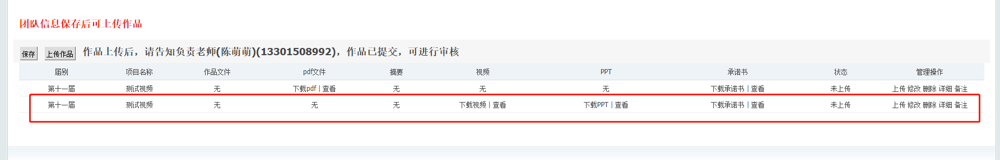 团队信息保存后可上传作品
保存 上传作品 作品上传后，请告知负责老师(陈萌萌)(13301508992)，作品已提交，可进行审核
届别 项目名称 作品文件 pdf文件 摘要 视频 PPT 承诺书 状态 管理操作
第十一届 测试视频 无 下载pdf | 查看 无 无 无 下载承诺书 | 查看 未上传 上传 修改 删除 详细 备注
第十一届 测试视频 无 无 无 下载视频 | 查看 下载PPT | 查看 下载承诺书 | 查看 未上传 上传 修改 删除 详细 备注